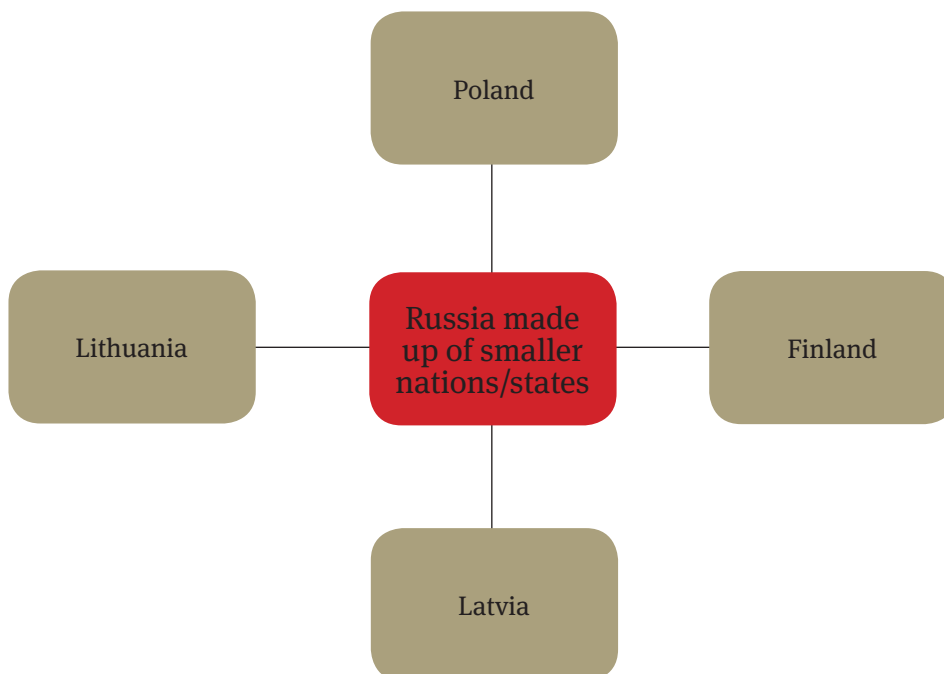 Poland
Lithuania
Russia made
up of smaller
nations/states
Finland
Latvia